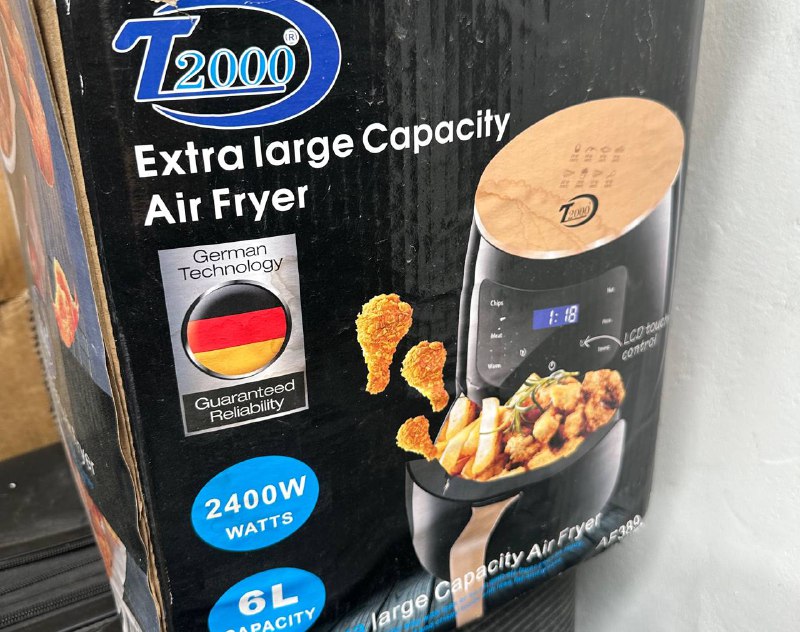 T2000
®
Extra large Capacity
Air Fryer
German
Technology
Guaranteed
Reliability
2400W
WATTS
6L
CAPACITY
T2000
Chips
Meat
Warm
1:18
LCD touch
control
large Capacity Air Fryer